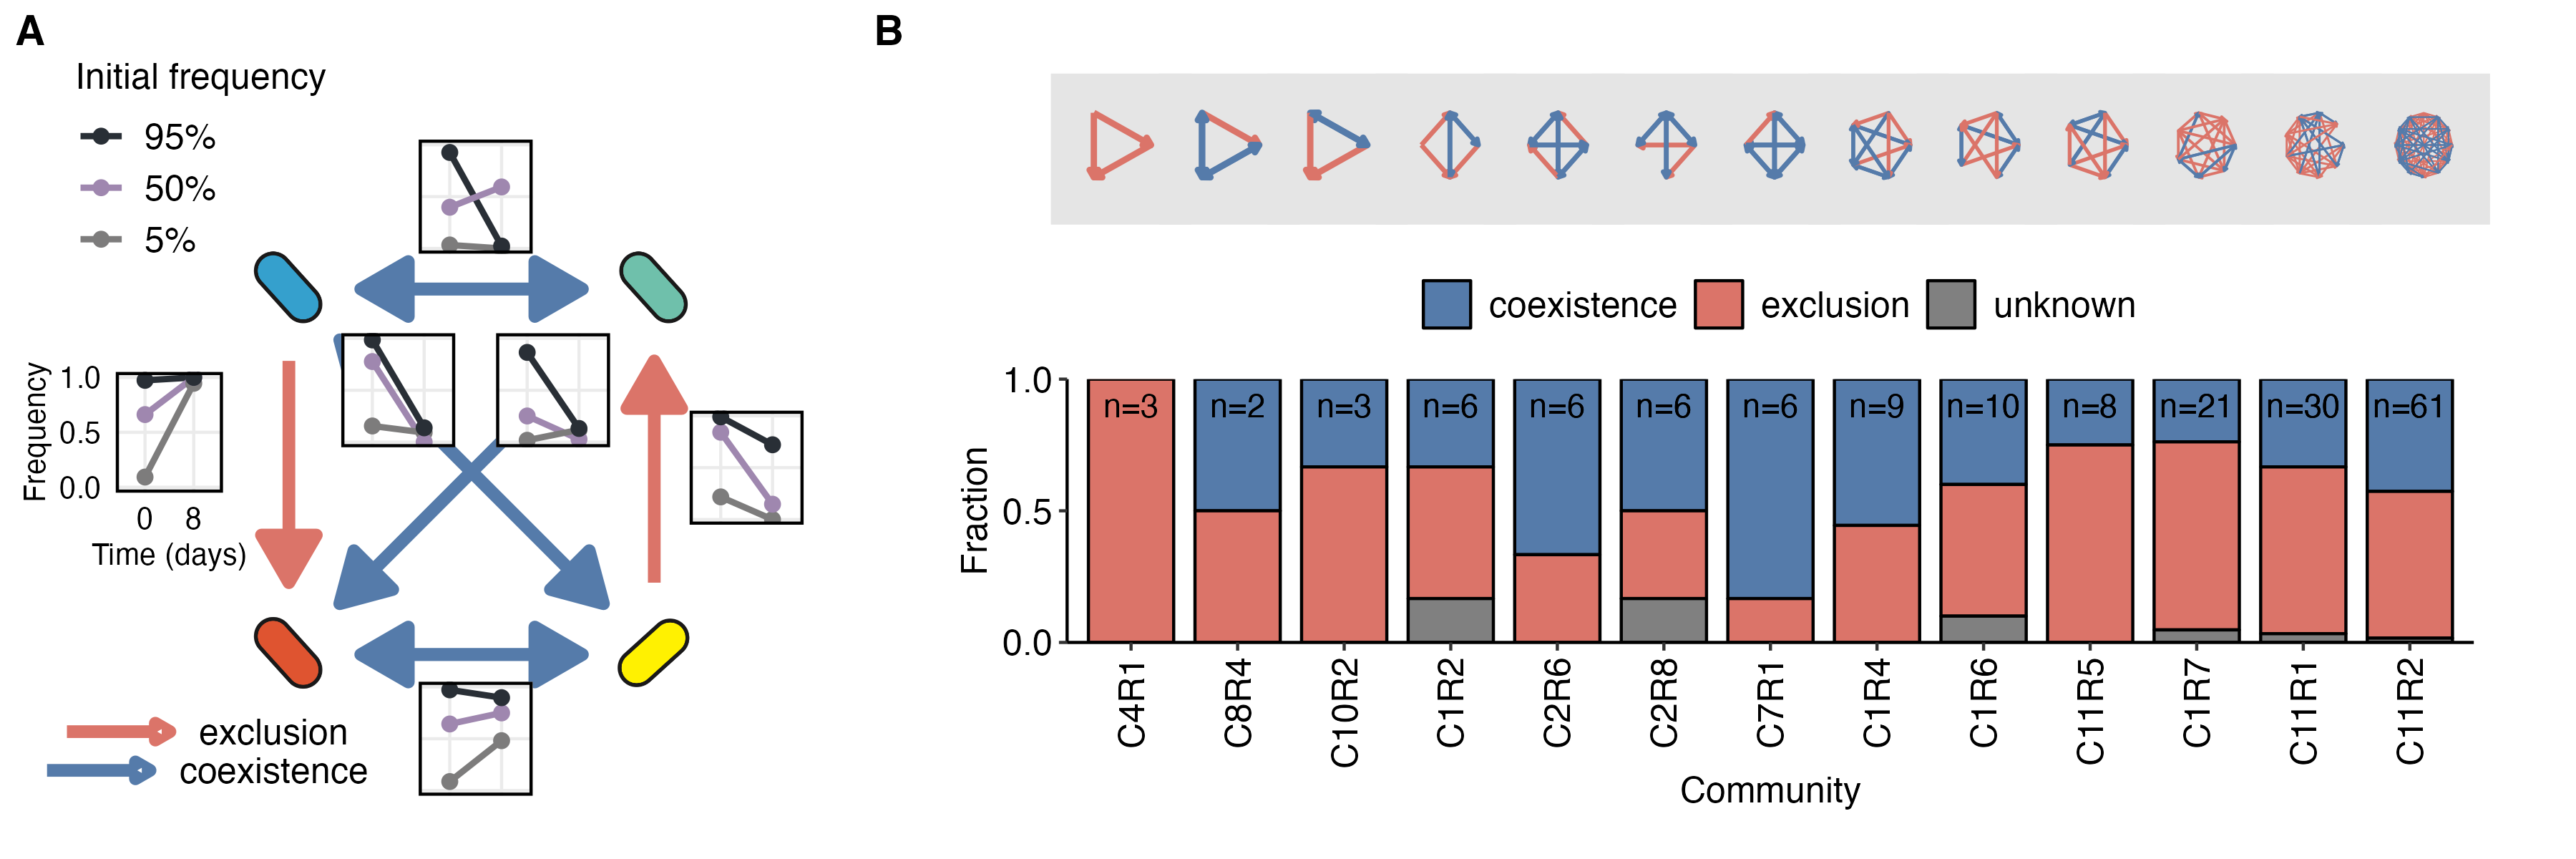 A
Initial frequency
95%
50%
5%
Frequency
1.0
0.5
0.0
0 8
Time (days)
exclusion
coexistence
B
coexistence exclusion unknown
Fraction
1.0
0.5
0.0
n=3 n=2 n=3 n=6 n=6 n=6 n=6 n=9 n=10 n=8 n=21 n=30 n=61
C4R1 C8R4 C10R2 C1R2 C2R6 C2R8 C7R1 C1R4 C1R6 C11R5 C1R7 C11R1 C11R2
Community